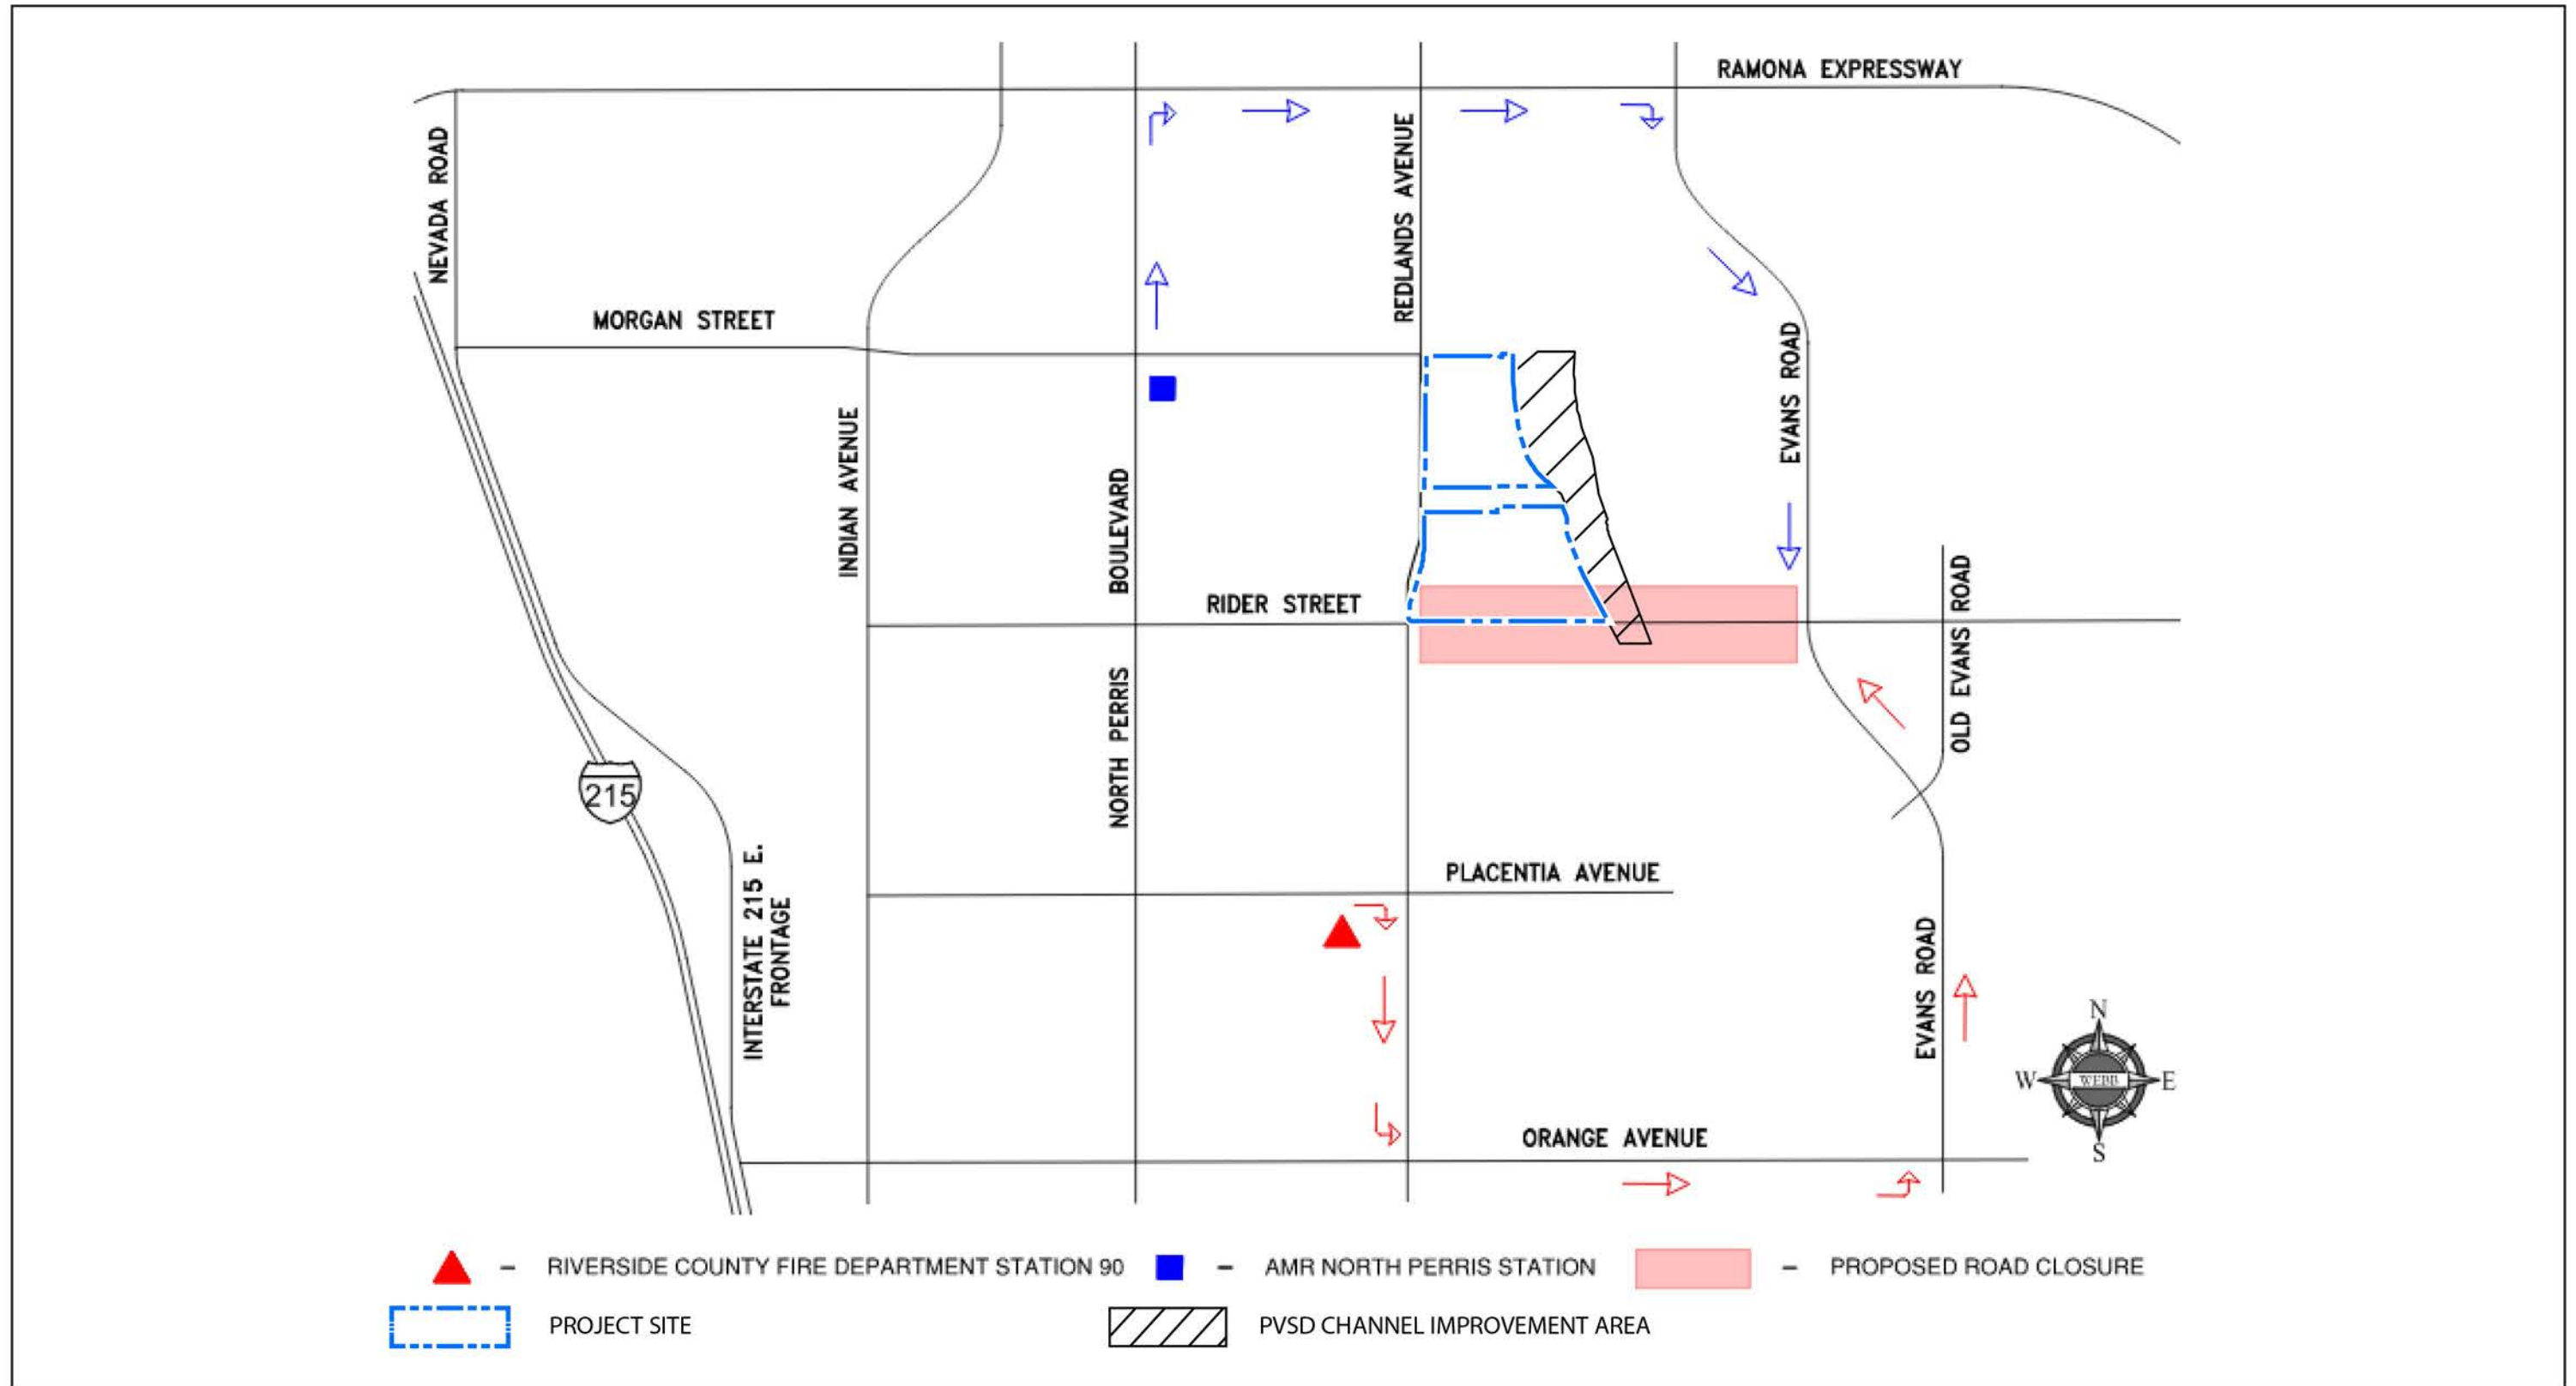 RAMONA EXPRESSWAY
NEVADA ROAD
REDLANDS AVENUE
MORGAN STREET
EVANS ROAD
INDIAN AVENUE
BOULEVARD
RIDER STREET
OLD EVANS ROAD
NORTH PERRIS
215
INTERSTATE 215 E.
FRONTAGE
PLACENTIA AVENUE
EVANS ROAD
N
W
WEBB
E
S
ORANGE AVENUE
– RIVERSIDE COUNTY FIRE DEPARTMENT STATION 90
– AMR NORTH PERRIS STATION
– PROPOSED ROAD CLOSURE
PROJECT SITE
PVSD CHANNEL IMPROVEMENT AREA